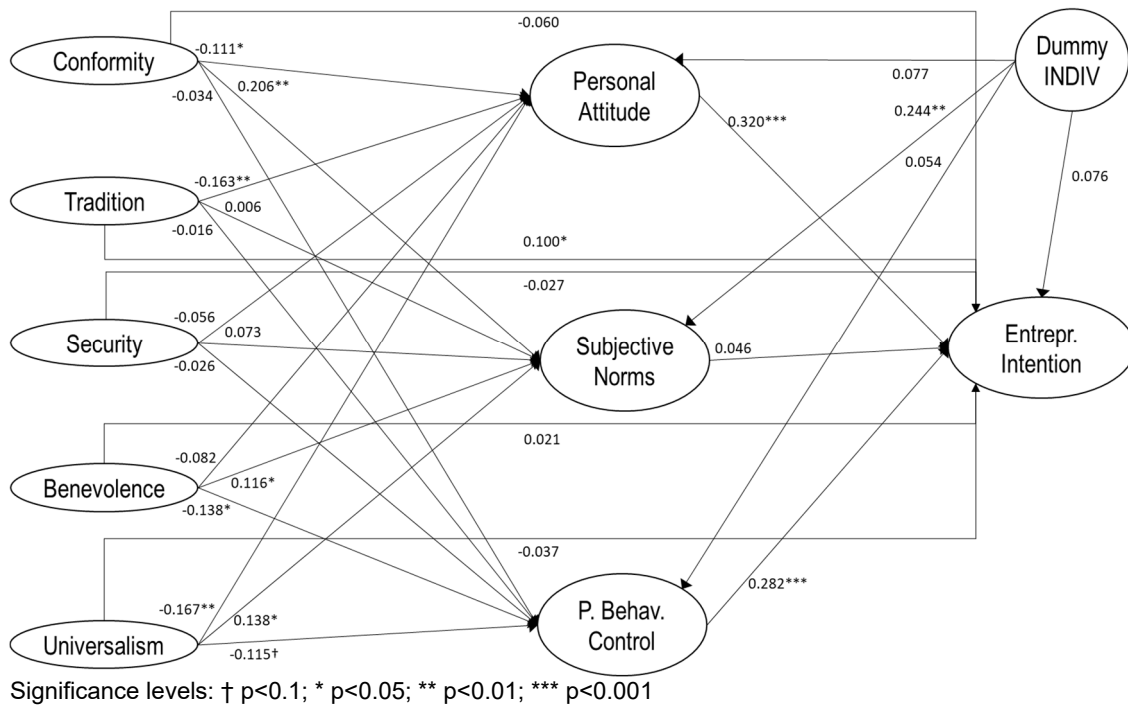 -0.060
Conformity
-0.111*
0.206**
-0.034
Personal
Attitude
Dummy
INDIV
0.077
0.244**
0.320***
0.054
0.076
Tradition
-0.163**
0.006
-0.016
0.100*
-0.027
Security
-0.056
0.073
-0.026
Subjective
Norms
0.046
Entrepr.
Intention
Benevolence
-0.082
0.116*
-0.138*
0.021
-0.037
Universalism
-0.167**
0.138*
-0.115†
P. Behav.
Control
0.282***
Significance levels: † p<0.1; * p<0.05; ** p<0.01; *** p<0.001